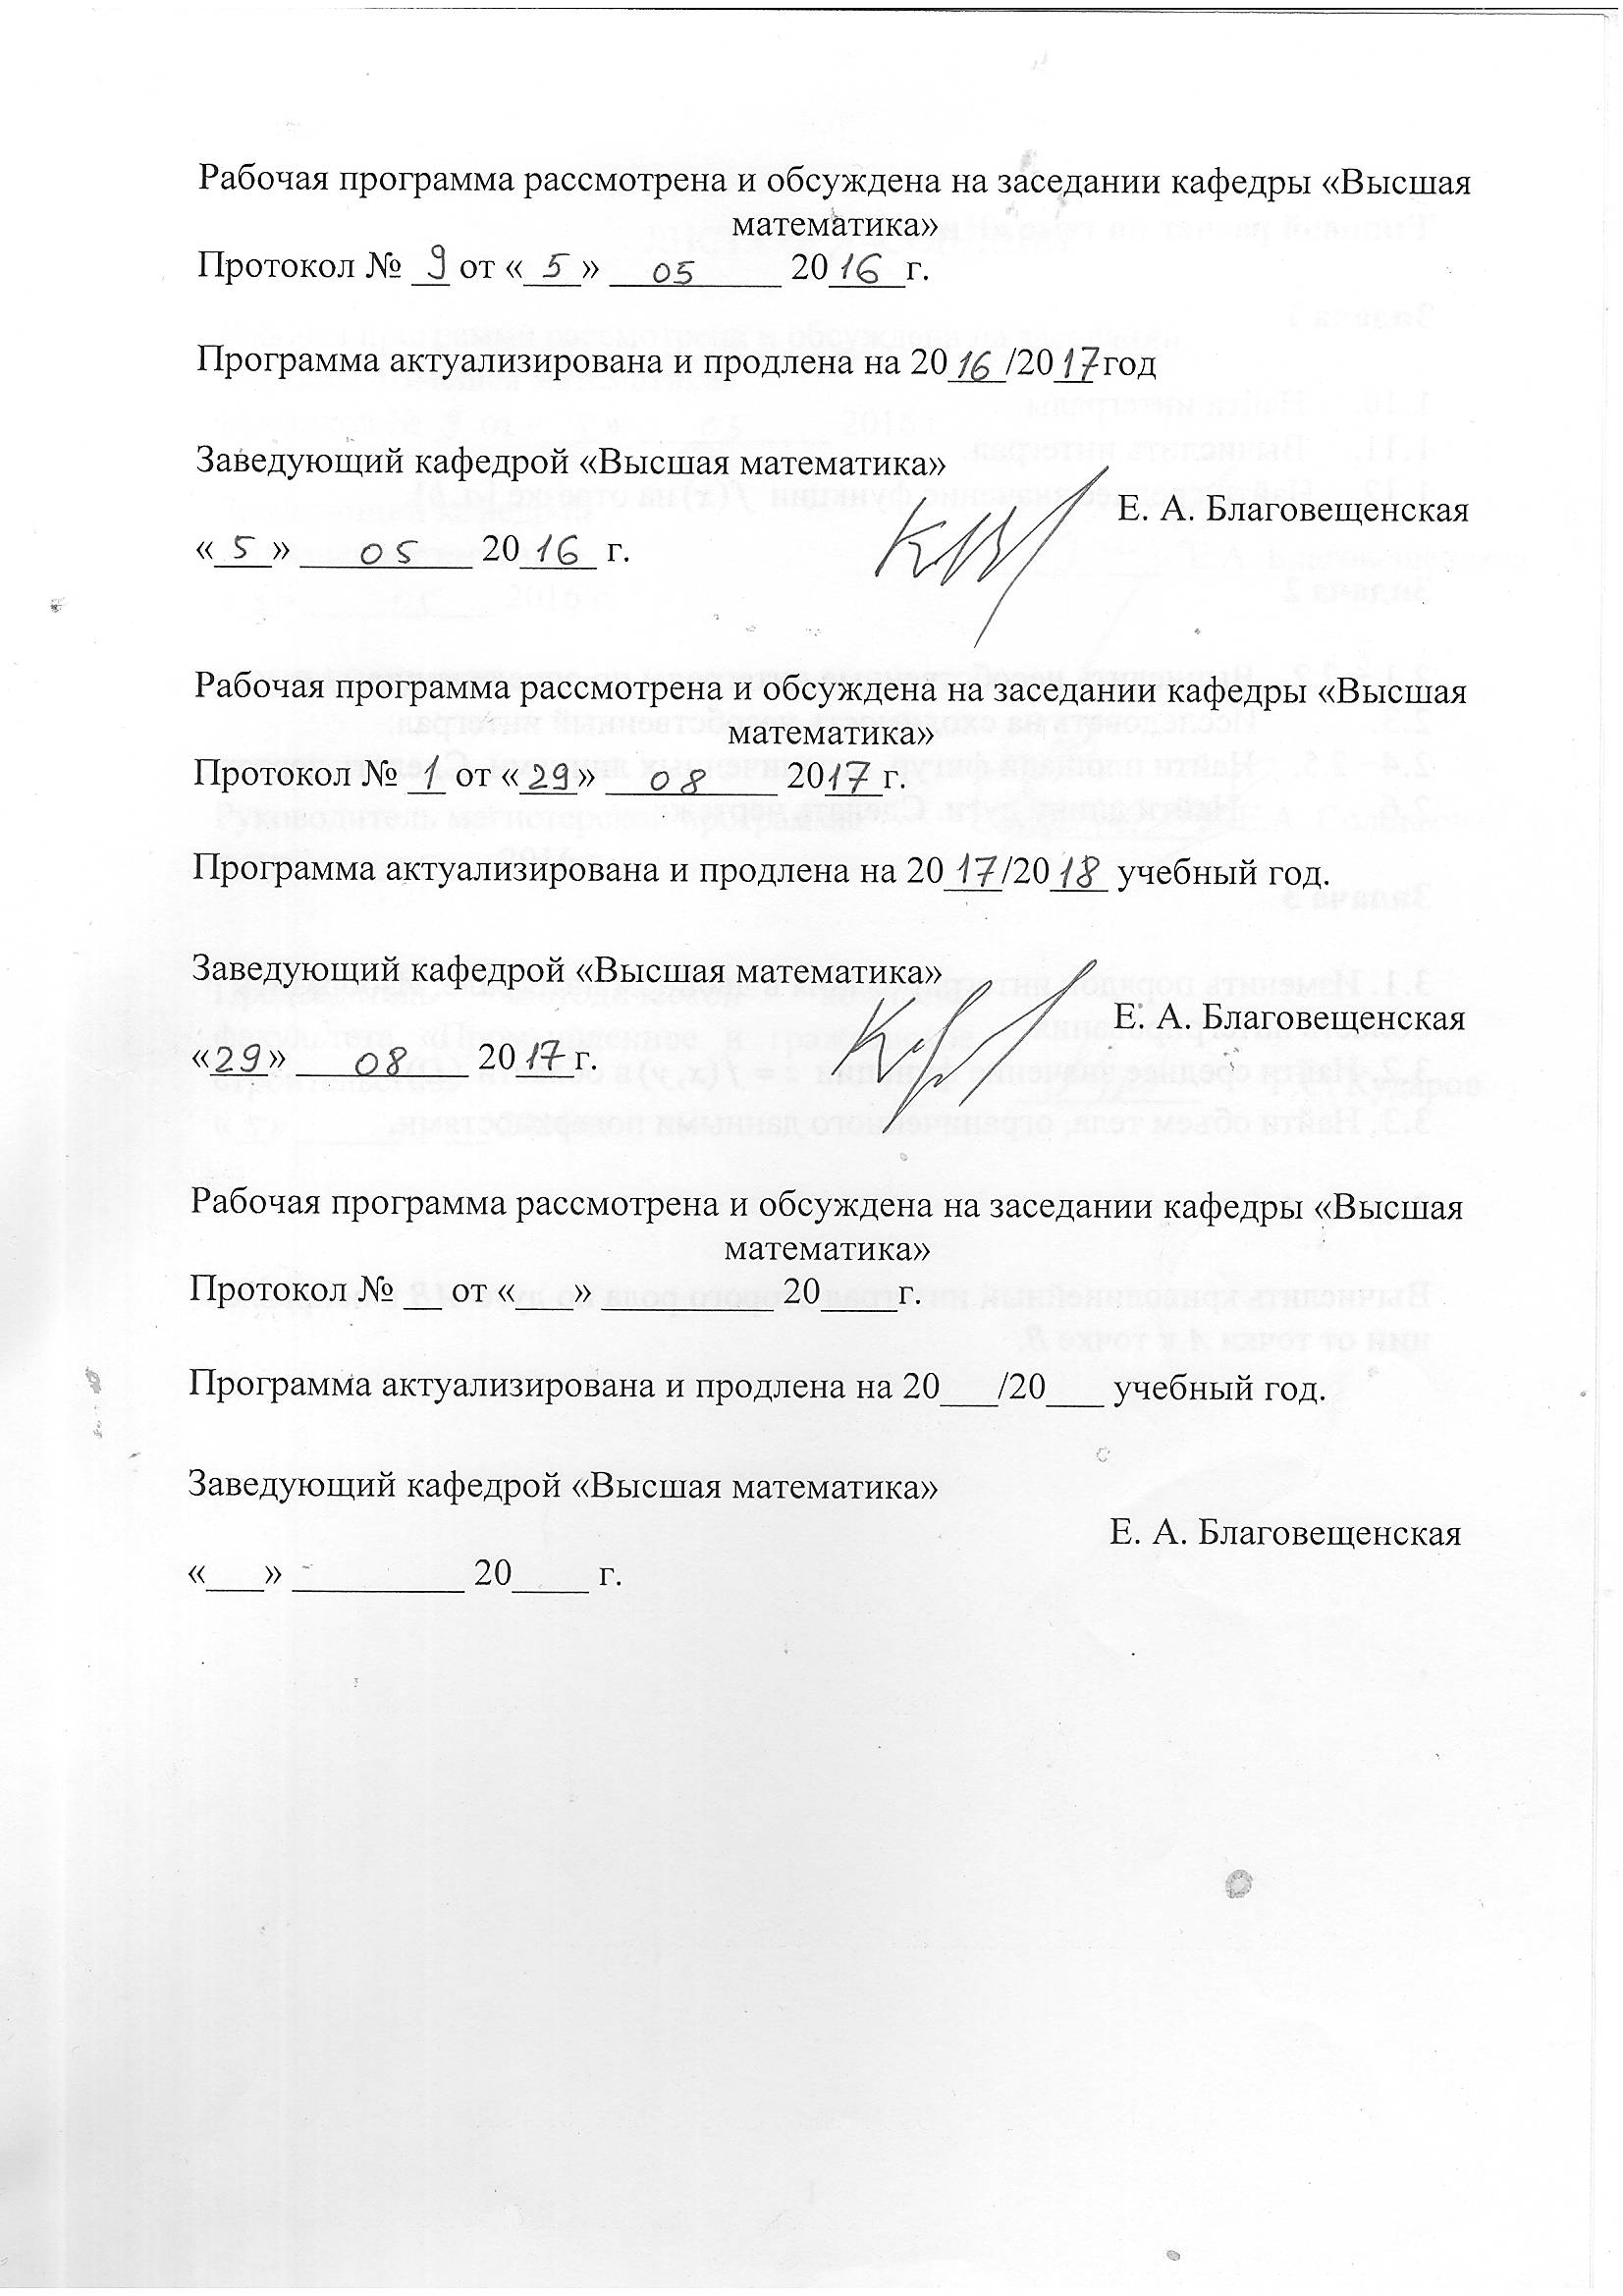 Рабочая программа рассмотрена и обсуждена на заседании кафедры «Высшая
математика»
Протокол № 9 от «5» 05 2016 г.
Программа актуализирована и продлена на 2016/2017 год
Заведующий кафедрой «Высшая математика»
Е. А. Благовещенская
«5» 05 2016 г.
Рабочая программа рассмотрена и обсуждена на заседании кафедры «Высшая
математика»
Протокол № 1 от «29» 08 2017 г.
Программа актуализирована и продлена на 2017/2018 учебный год.
Заведующий кафедрой «Высшая математика»
Е. А. Благовещенская
«29» 08 2017 г.
Рабочая программа рассмотрена и обсуждена на заседании кафедры «Высшая
математика»
Протокол № __ от «___» _________ 20____г.
Программа актуализирована и продлена на 20___/20___ учебный год.
Заведующий кафедрой «Высшая математика»
Е. А. Благовещенская
«___» _________ 20____ г.